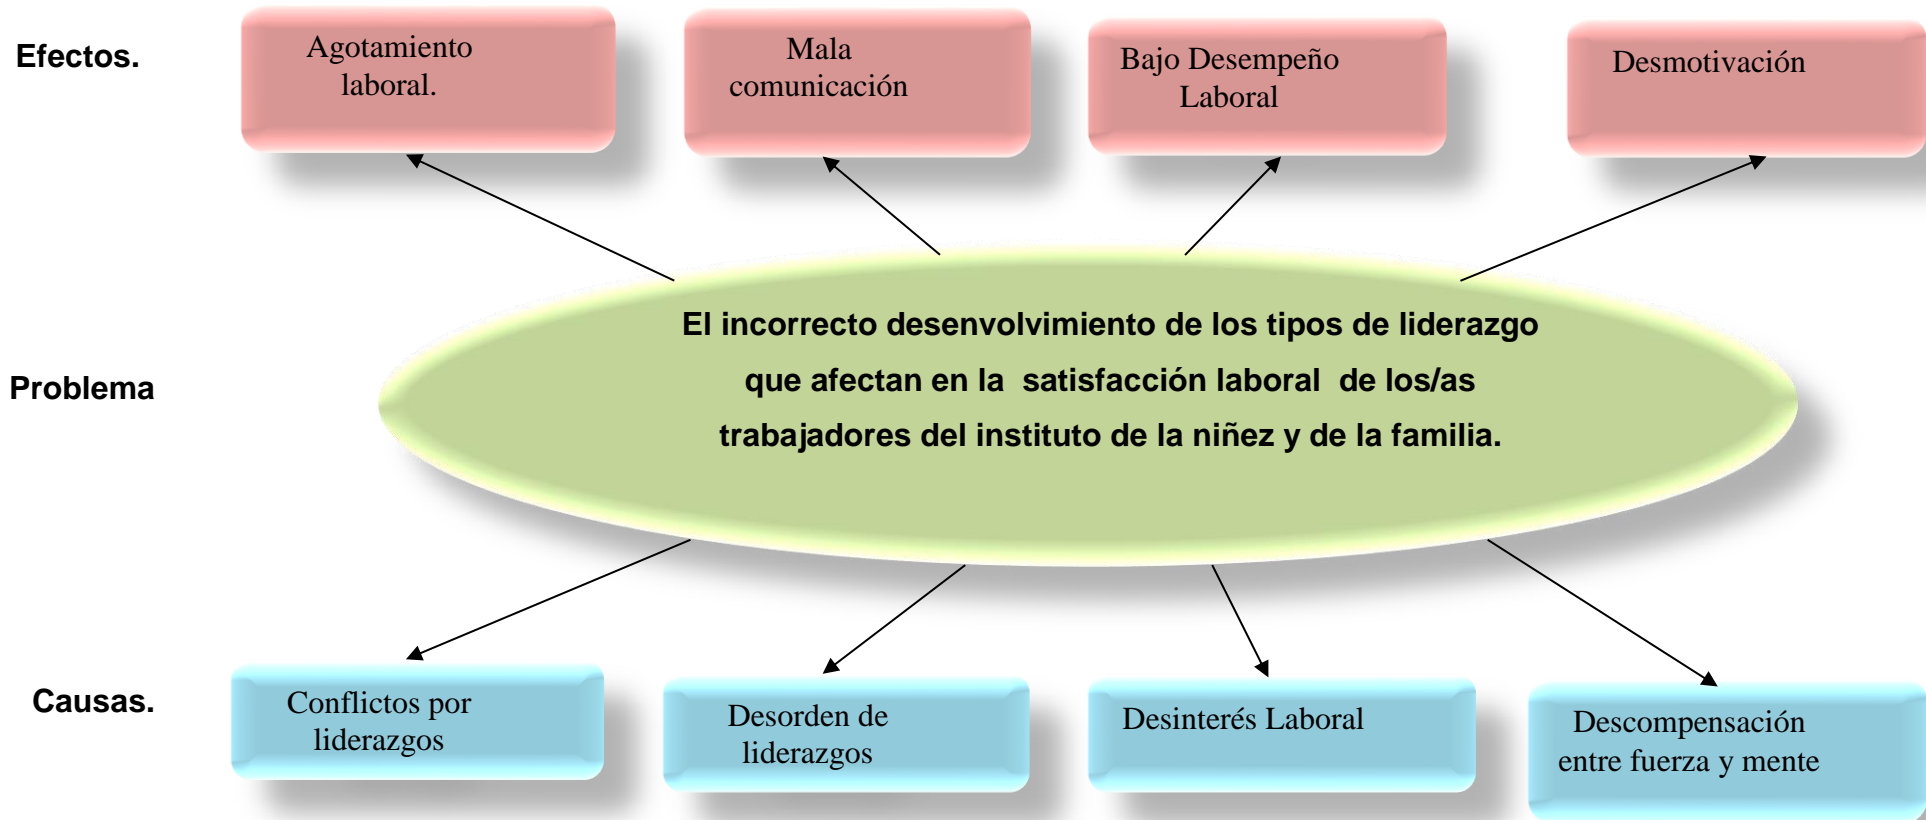 Efectos.
Agotamiento
laboral.
Mala
comunicación
Bajo Desempeño
Laboral
Desmotivación
Problema
El incorrecto desenvolvimiento de los tipos de liderazgo
que afectan en la satisfacción laboral de los/as
trabajadores del instituto de la niñez y de la familia.
Causas.
Conflictos por
liderazgos
Desorden de
liderazgos
Desinterés Laboral
Descompensación
entre fuerza y mente